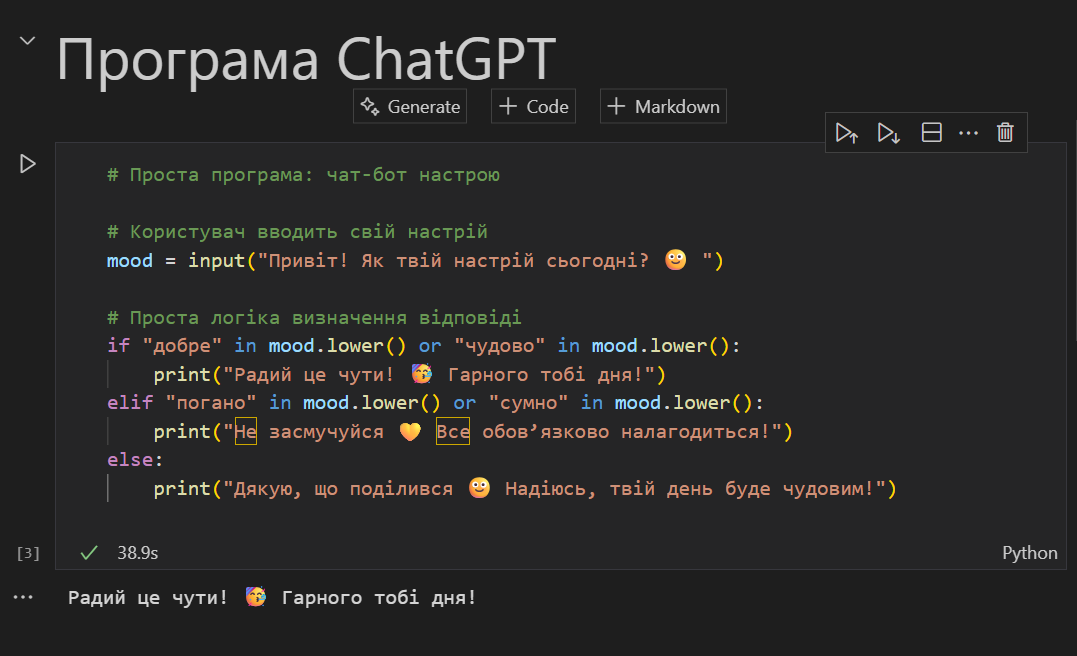 Програма ChatGPT
Generate + Code + Markdown
# Проста програма: чат-бот настрою
# Користувач вводить свій настрій
mood = input("Привіт! Як твій настрій сьогодні? 🙂 ")
# Проста логіка визначення відповіді
if "добре" in mood.lower() or "чудово" in mood.lower():
    print("Радий це чути! 🥳 Гарного тобі дня!")
elif "погано" in mood.lower() or "сумно" in mood.lower():
    print("Не засмучуйся 💛 Все обов’язково налагодиться!")
else:
    print("Дякую, що поділився 🙂 Надіюсь, твій день буде чудовим!")
[3] ✓ 38.9s Python
... Радий це чути! 🥳 Гарного тобі дня!